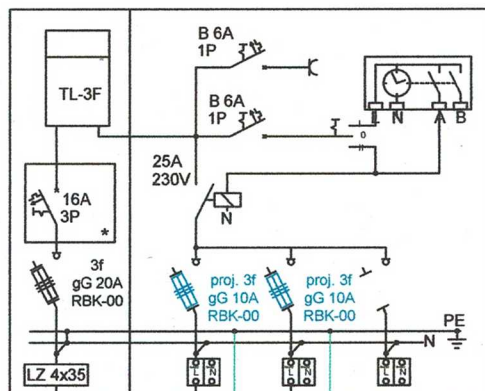 B 6A
1P
TL-3F
B 6A
1P
L N A B
0
25A
230V
16A
3P
*
N
3f
gG 20A
RBK-00
proj. 3f
gG 10A
RBK-00
proj. 3f
gG 10A
RBK-00
PE
N
LZ 4x35
L N
L N
L N